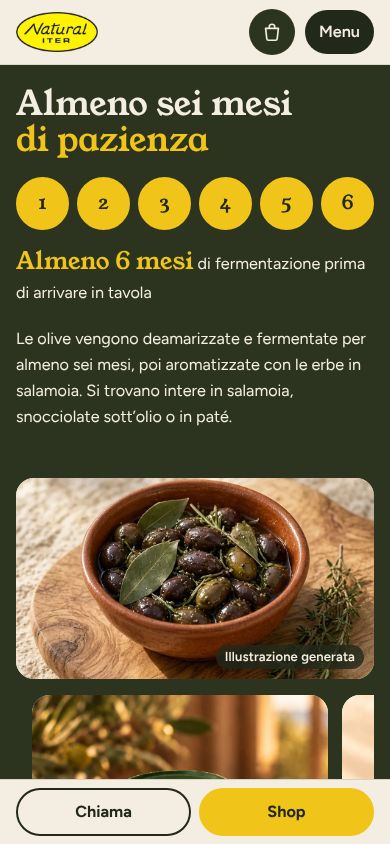 Natural
ITER
Menu
Almeno sei mesi
di pazienza
1 2 3 4 5 6
Almeno 6 mesi di fermentazione prima
di arrivare in tavola
Le olive vengono deamarizzate e fermentate per
almeno sei mesi, poi aromatizzate con le erbe in
salamoia. Si trovano intere in salamoia,
snocciolate sott’olio o in paté.
Illustrazione generata
Chiama
Shop